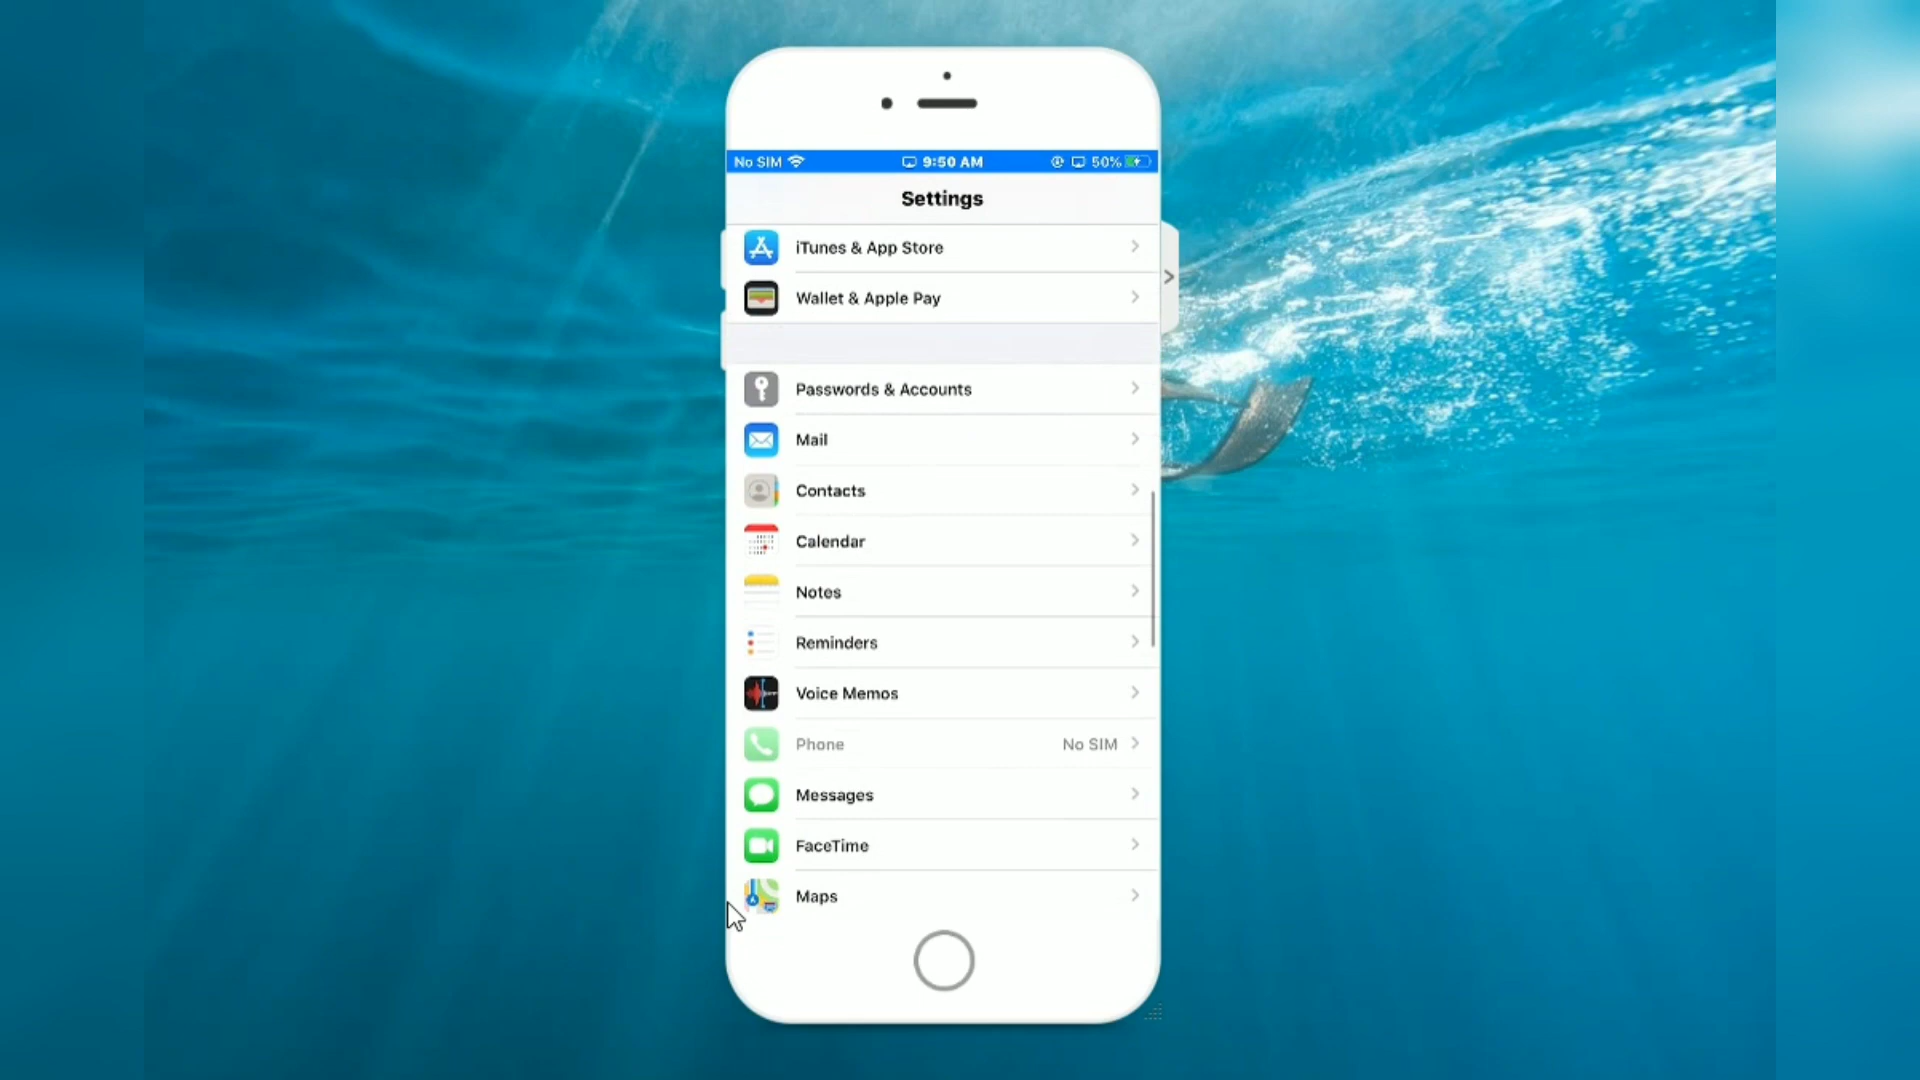 No SIM 9:50 AM 50%
Settings
iTunes & App Store
Wallet & Apple Pay
Passwords & Accounts
Mail
Contacts
Calendar
Notes
Reminders
Voice Memos
Phone No SIM
Messages
FaceTime
Maps